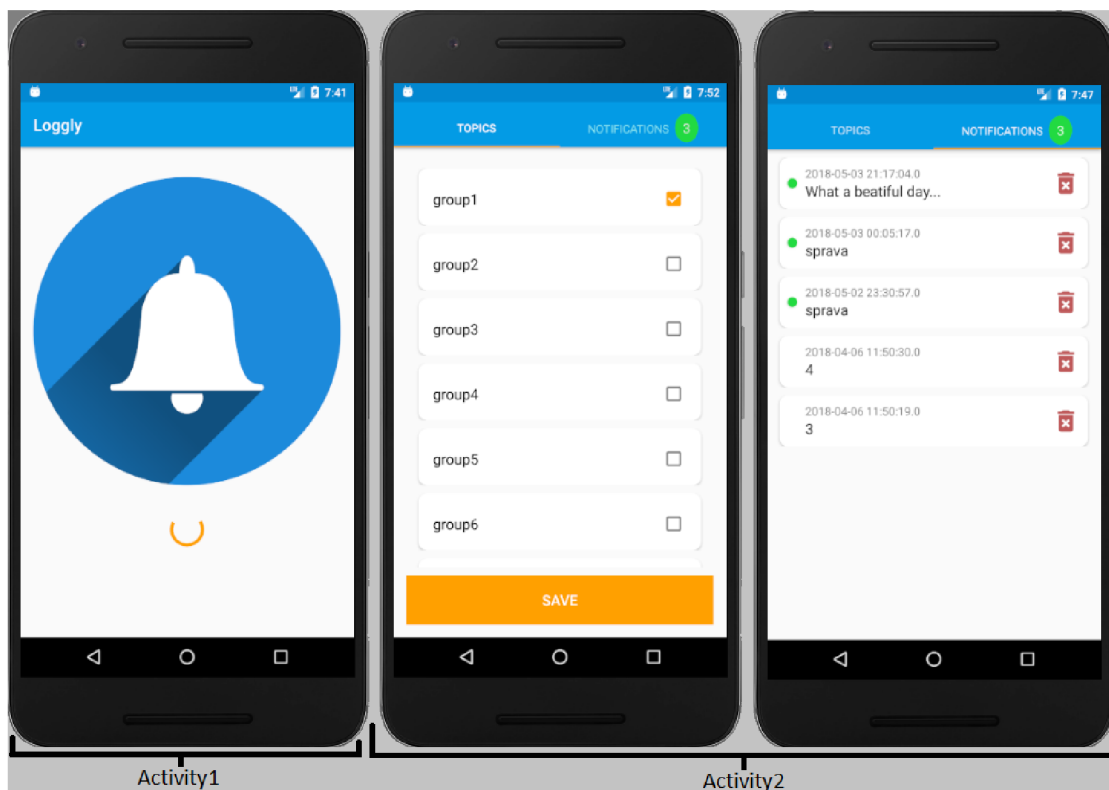 7:41
Loggly
7:52
TOPICS NOTIFICATIONS 3
group1
group2
group3
group4
group5
group6
SAVE
7:47
TOPICS NOTIFICATIONS 3
2018-05-03 21:17:04.0
What a beatiful day...
2018-05-03 00:05:17.0
sprava
2018-05-02 23:30:57.0
sprava
2018-04-06 11:50:30.0
4
2018-04-06 11:50:19.0
3
Activity1
Activity2